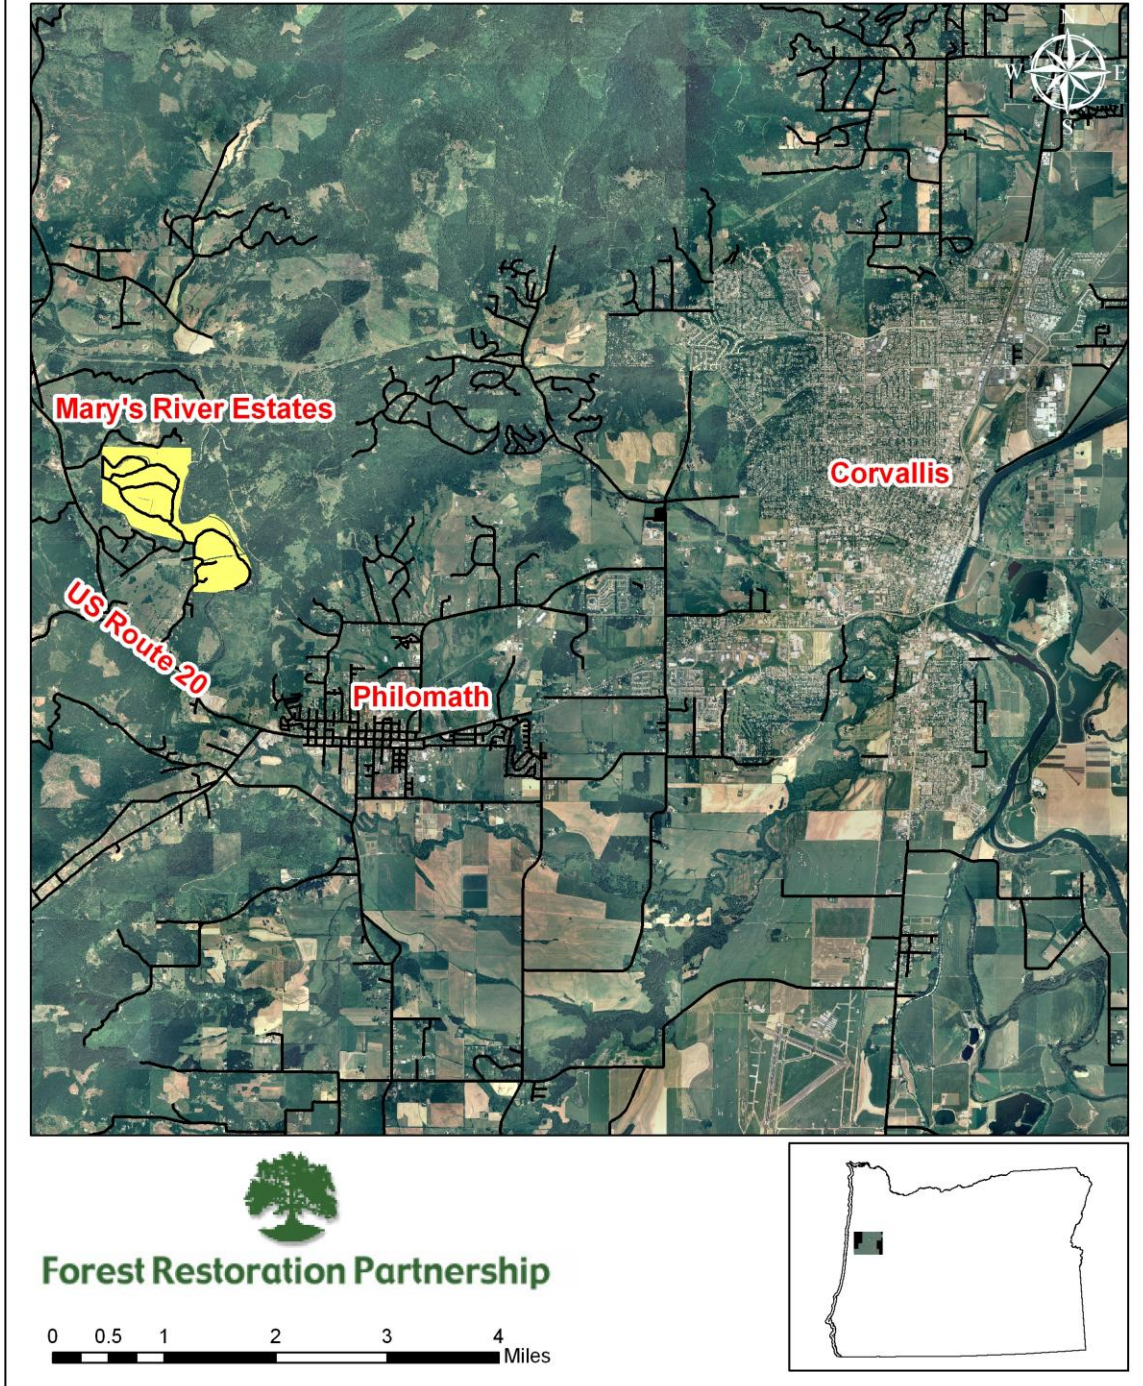 N
W E
S
Mary's River Estates
Corvallis
US Route 20
Philomath
Forest Restoration Partnership
0 0.5 1 2 3 4
Miles